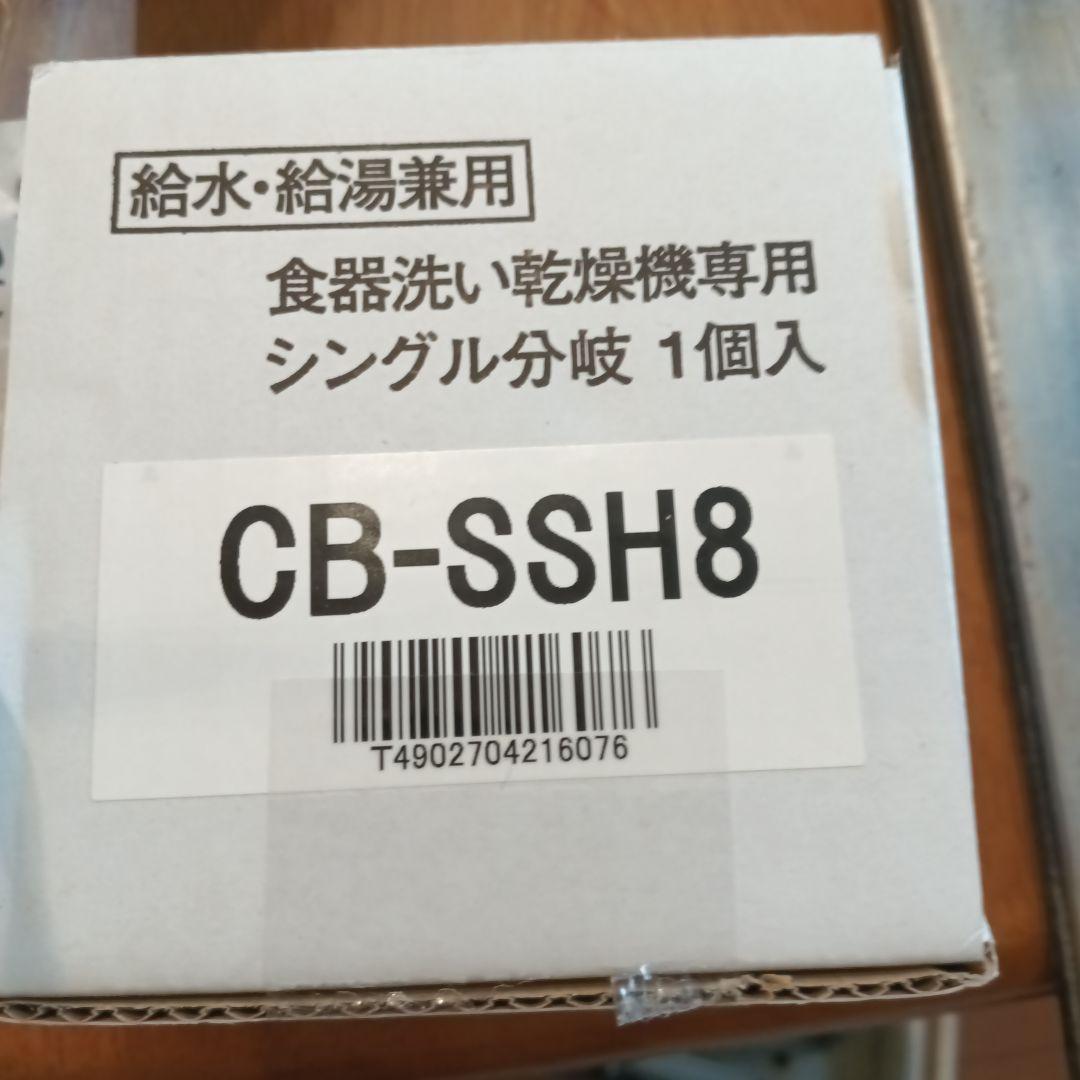 給水・給湯兼用
食器洗い乾燥機専用
シングル分岐 1個入
CB-SSH8
T4902704216076